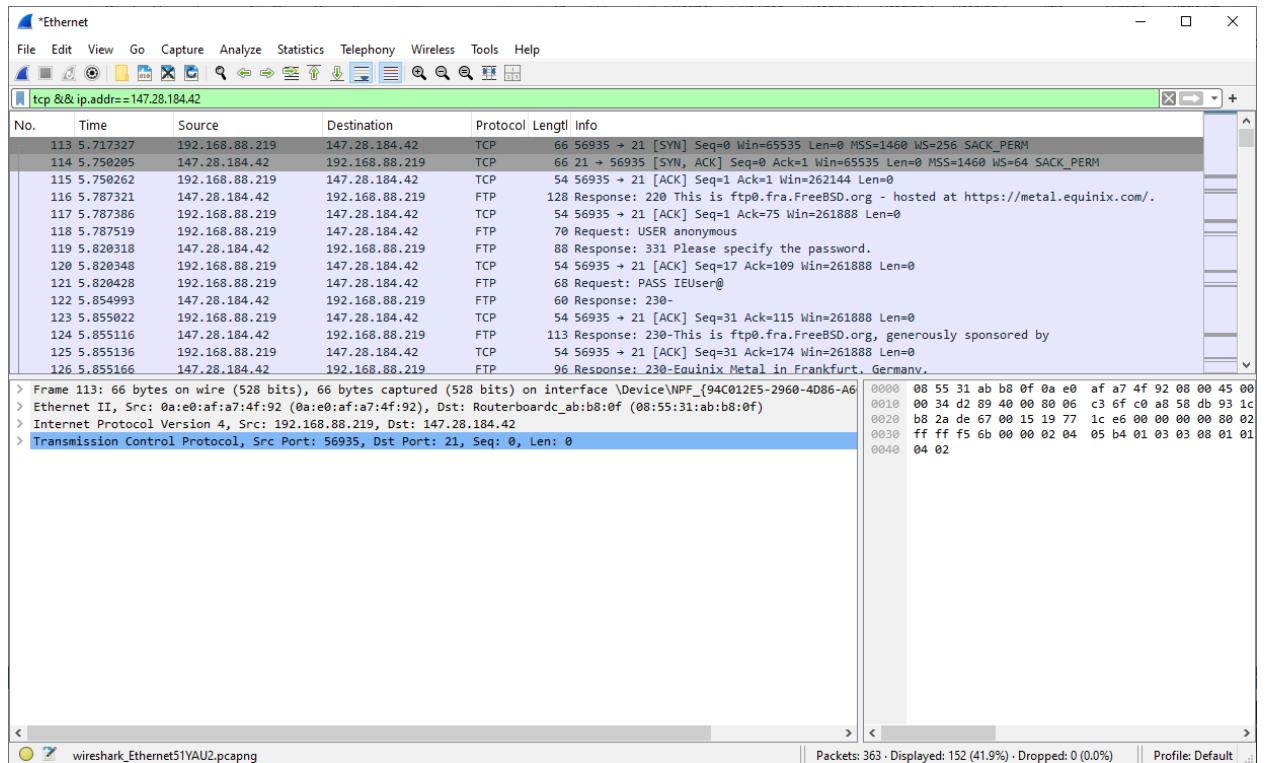 *Ethernet
File Edit View Go Capture Analyze Statistics Telephony Wireless Tools Help
tcp && ip.addr==147.28.184.42
No. Time Source Destination Protocol Lengtl Info
113 5.717327 192.168.88.219 147.28.184.42 TCP 66 56935 → 21 [SYN] Seq=0 Win=65535 Len=0 MSS=1460 WS=256 SACK_PERM
114 5.750205 147.28.184.42 192.168.88.219 TCP 66 21 → 56935 [SYN, ACK] Seq=0 Ack=1 Win=65535 Len=0 MSS=1460 WS=64 SACK_PERM
115 5.750262 192.168.88.219 147.28.184.42 TCP 54 56935 → 21 [ACK] Seq=1 Ack=1 Win=262144 Len=0
116 5.787321 147.28.184.42 192.168.88.219 FTP 128 Response: 220 This is ftp0.fra.FreeBSD.org - hosted at https://metal.equinix.com/.
117 5.787386 192.168.88.219 147.28.184.42 TCP 54 56935 → 21 [ACK] Seq=1 Ack=75 Win=261888 Len=0
118 5.787519 192.168.88.219 147.28.184.42 FTP 70 Request: USER anonymous
119 5.820318 147.28.184.42 192.168.88.219 FTP 88 Response: 331 Please specify the password.
120 5.820348 192.168.88.219 147.28.184.42 TCP 54 56935 → 21 [ACK] Seq=17 Ack=109 Win=261888 Len=0
121 5.820428 192.168.88.219 147.28.184.42 FTP 68 Request: PASS IEUser@
122 5.854993 147.28.184.42 192.168.88.219 FTP 60 Response: 230-
123 5.855022 192.168.88.219 147.28.184.42 TCP 54 56935 → 21 [ACK] Seq=31 Ack=115 Win=261888 Len=0
124 5.855116 147.28.184.42 192.168.88.219 FTP 113 Response: 230-This is ftp0.fra.FreeBSD.org, generously sponsored by
125 5.855136 192.168.88.219 147.28.184.42 TCP 54 56935 → 21 [ACK] Seq=31 Ack=174 Win=261888 Len=0
126 5.855166 147.28.184.42 192.168.88.219 FTP 96 Response: 230-Equinix Metal in Frankfurt, Germany.
> Frame 113: 66 bytes on wire (528 bits), 66 bytes captured (528 bits) on interface \Device\NPF_{94C012E5-2960-4D86-A6
> Ethernet II, Src: 0a:e0:af:a7:4f:92 (0a:e0:af:a7:4f:92), Dst: Routerboardc_ab:b8:0f (08:55:31:ab:b8:0f)
> Internet Protocol Version 4, Src: 192.168.88.219, Dst: 147.28.184.42
> Transmission Control Protocol, Src Port: 56935, Dst Port: 21, Seq: 0, Len: 0
0000 08 55 31 ab b8 0f 0a e0 af a7 4f 92 08 00 45 00
0010 00 34 d2 89 40 00 80 06 c3 6f c0 a8 58 db 93 1c
0020 b8 2a de 67 00 15 19 77 1c e6 00 00 00 00 80 02
0030 ff ff f5 6b 00 00 02 04 05 b4 01 03 03 08 01 01
0040 04 02
wireshark_Ethernet51YAU2.pcapng Packets: 363 · Displayed: 152 (41.9%) · Dropped: 0 (0.0%) Profile: Default